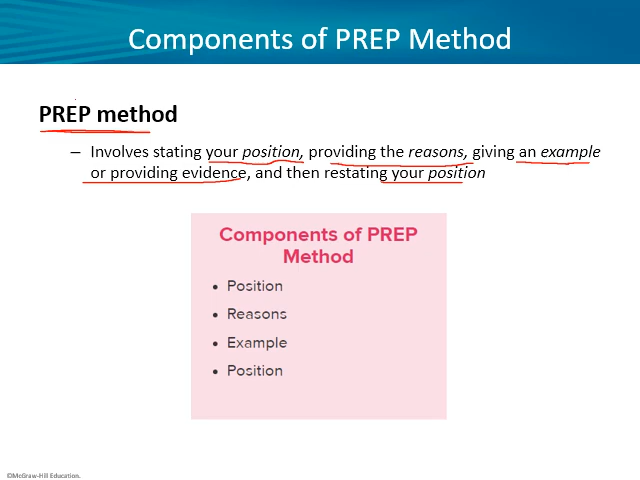 Components of PREP Method
PREP method
– Involves stating your position, providing the reasons, giving an example
or providing evidence, and then restating your position
Components of PREP
Method
• Position
• Reasons
• Example
• Position
©McGraw-Hill Education.